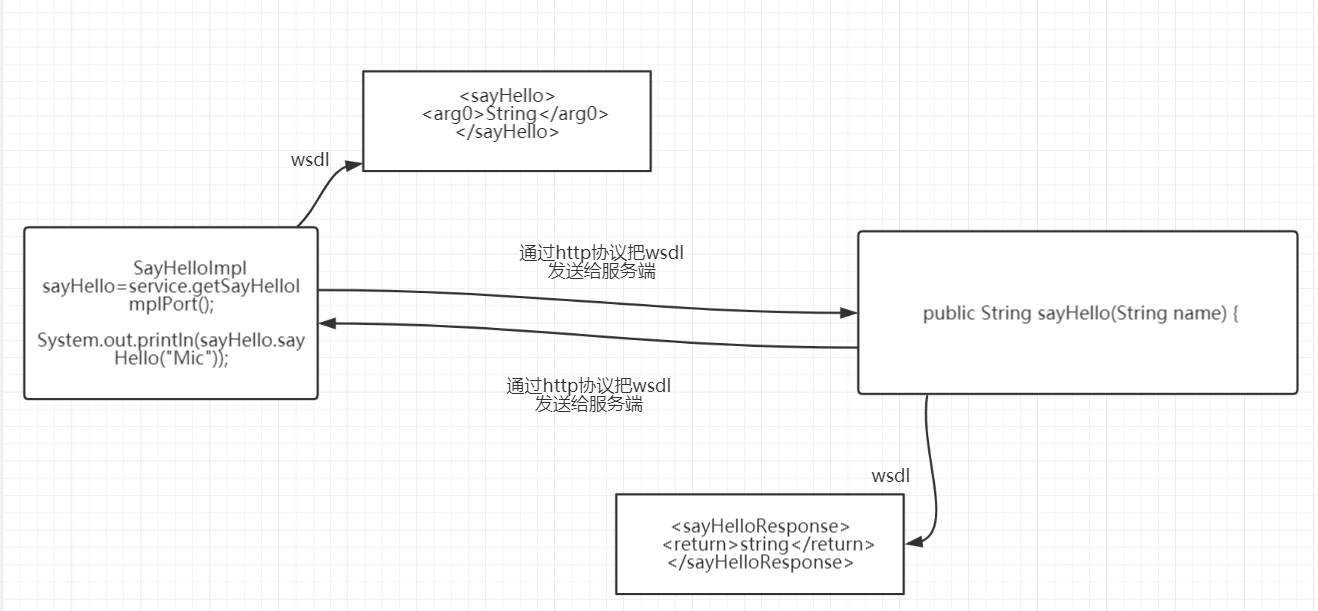 <sayHello>
<arg0>String</arg0>
</sayHello>
wsdl
SayHelloImpl
sayHello=service.getSayHelloI
mplPort();
System.out.println(sayHello.say
Hello("Mic"));
通过http协议把wsdl
发送给服务端
public String sayHello(String name) {
通过http协议把wsdl
发送给服务端
wsdl
<sayHelloResponse>
<return>string</return>
</sayHelloResponse>